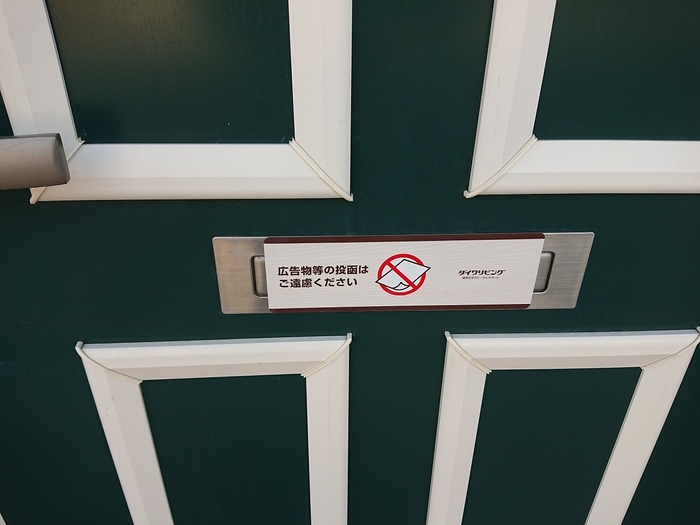 広告物等の投函は
ご遠慮ください
ダイワリビング